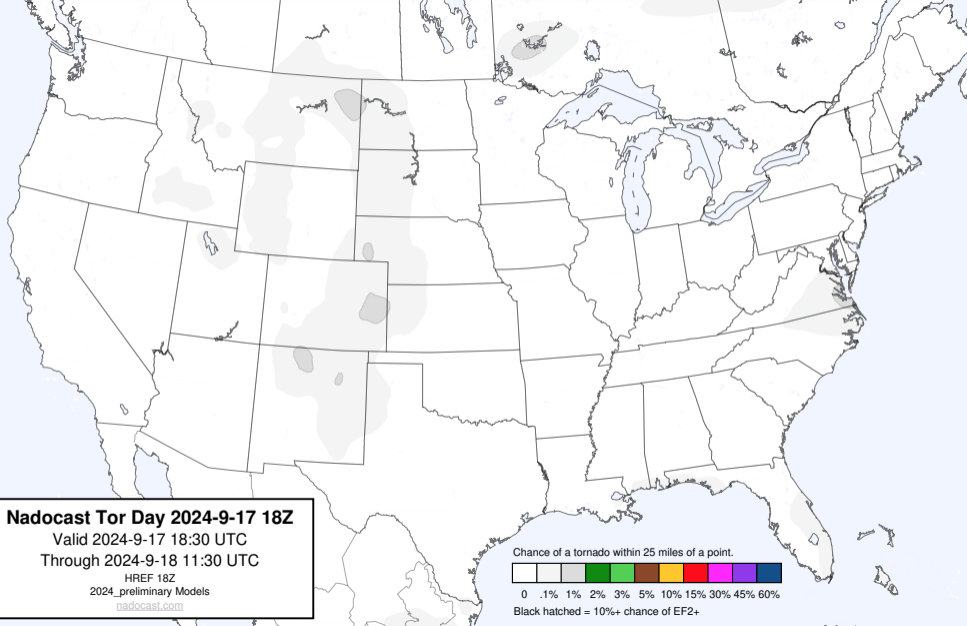 Nadocast Tor Day 2024-9-17 18Z
Valid 2024-9-17 18:30 UTC
Through 2024-9-18 11:30 UTC
HREF 18Z
2024_preliminary Models
nadocast.com
Chance of a tornado within 25 miles of a point.
0 .1% 1% 2% 3% 5% 10% 15% 30% 45% 60%
Black hatched = 10%+ chance of EF2+